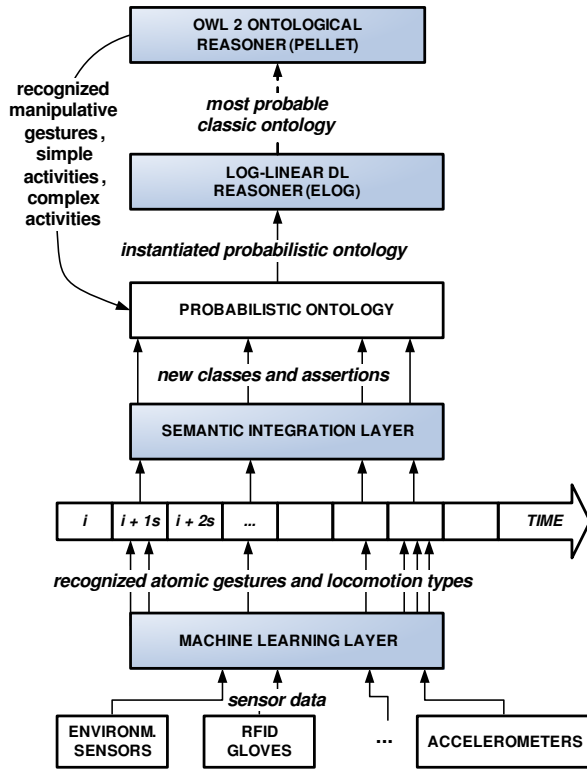 OWL 2 ONTOLOGICAL
REASONER (PELLET)
recognized
manipulative
gestures,
simple
activities,
complex
activities
most probable
classic ontology
LOG-LINEAR DL
REASONER (ELOG)
instantiated probabilistic ontology
PROBABILISTIC ONTOLOGY
new classes and assertions
SEMANTIC INTEGRATION LAYER
i i + 1s i + 2s ... TIME
recognized atomic gestures and locomotion types
MACHINE LEARNING LAYER
sensor data
ENVIRONM.
SENSORS
RFID
GLOVES
...
ACCELEROMETERS